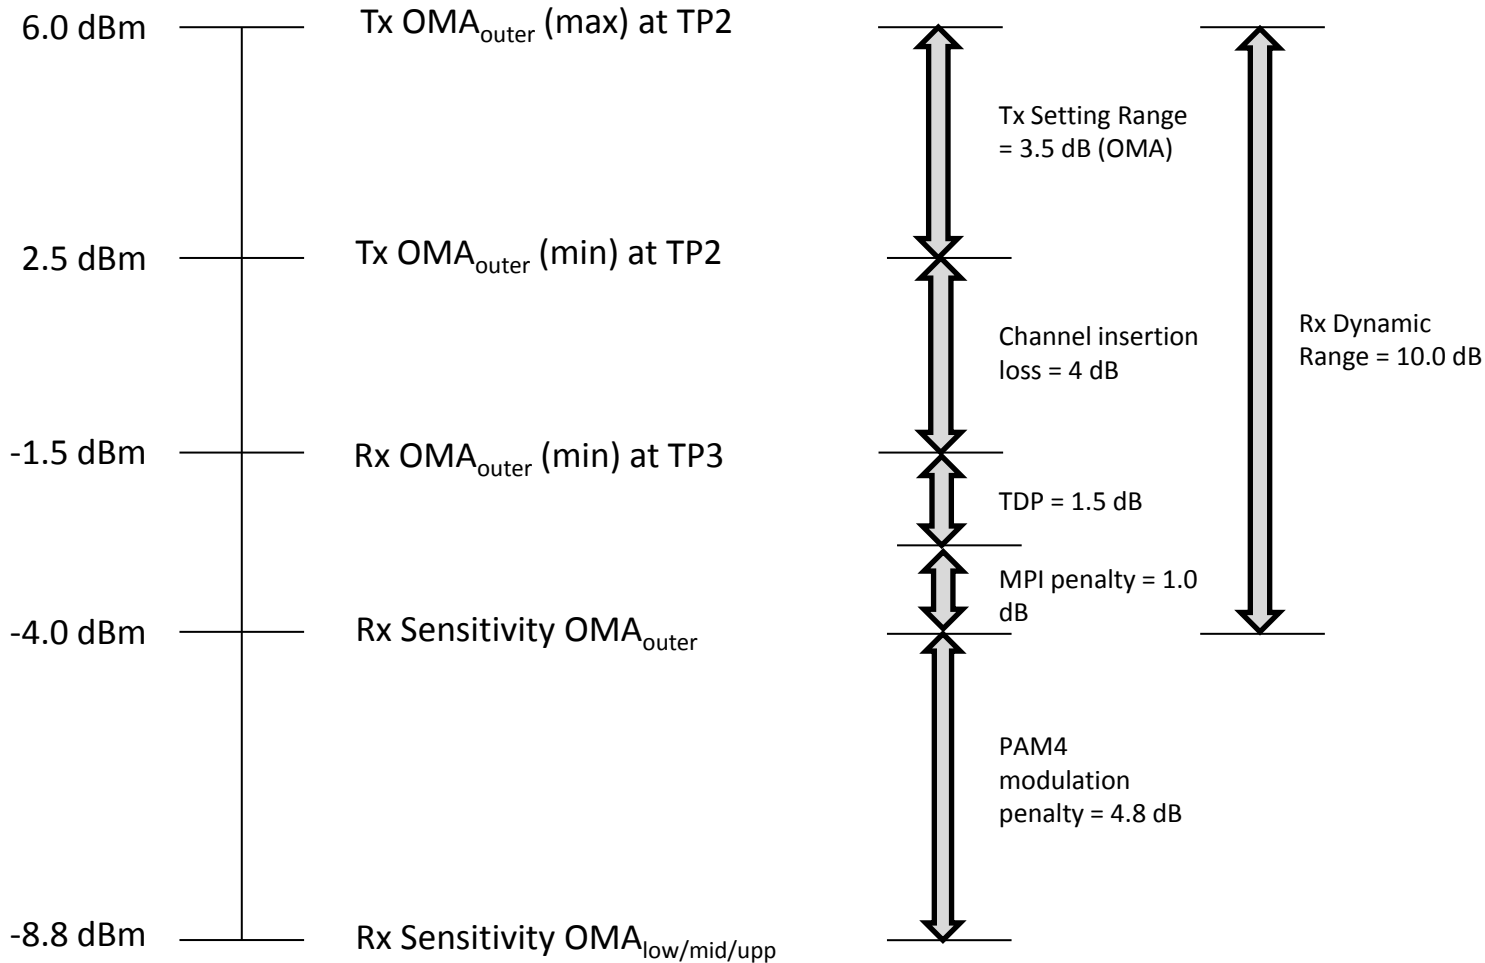 6.0 dBm
Tx OMAouter (max) at TP2
Tx Setting Range
= 3.5 dB (OMA)
2.5 dBm
Tx OMAouter (min) at TP2
Channel insertion
loss = 4 dB
Rx Dynamic
Range = 10.0 dB
-1.5 dBm
Rx OMAouter (min) at TP3
TDP = 1.5 dB
MPI penalty = 1.0
dB
-4.0 dBm
Rx Sensitivity OMAouter
PAM4
modulation
penalty = 4.8 dB
-8.8 dBm
Rx Sensitivity OMAlow/mid/upp